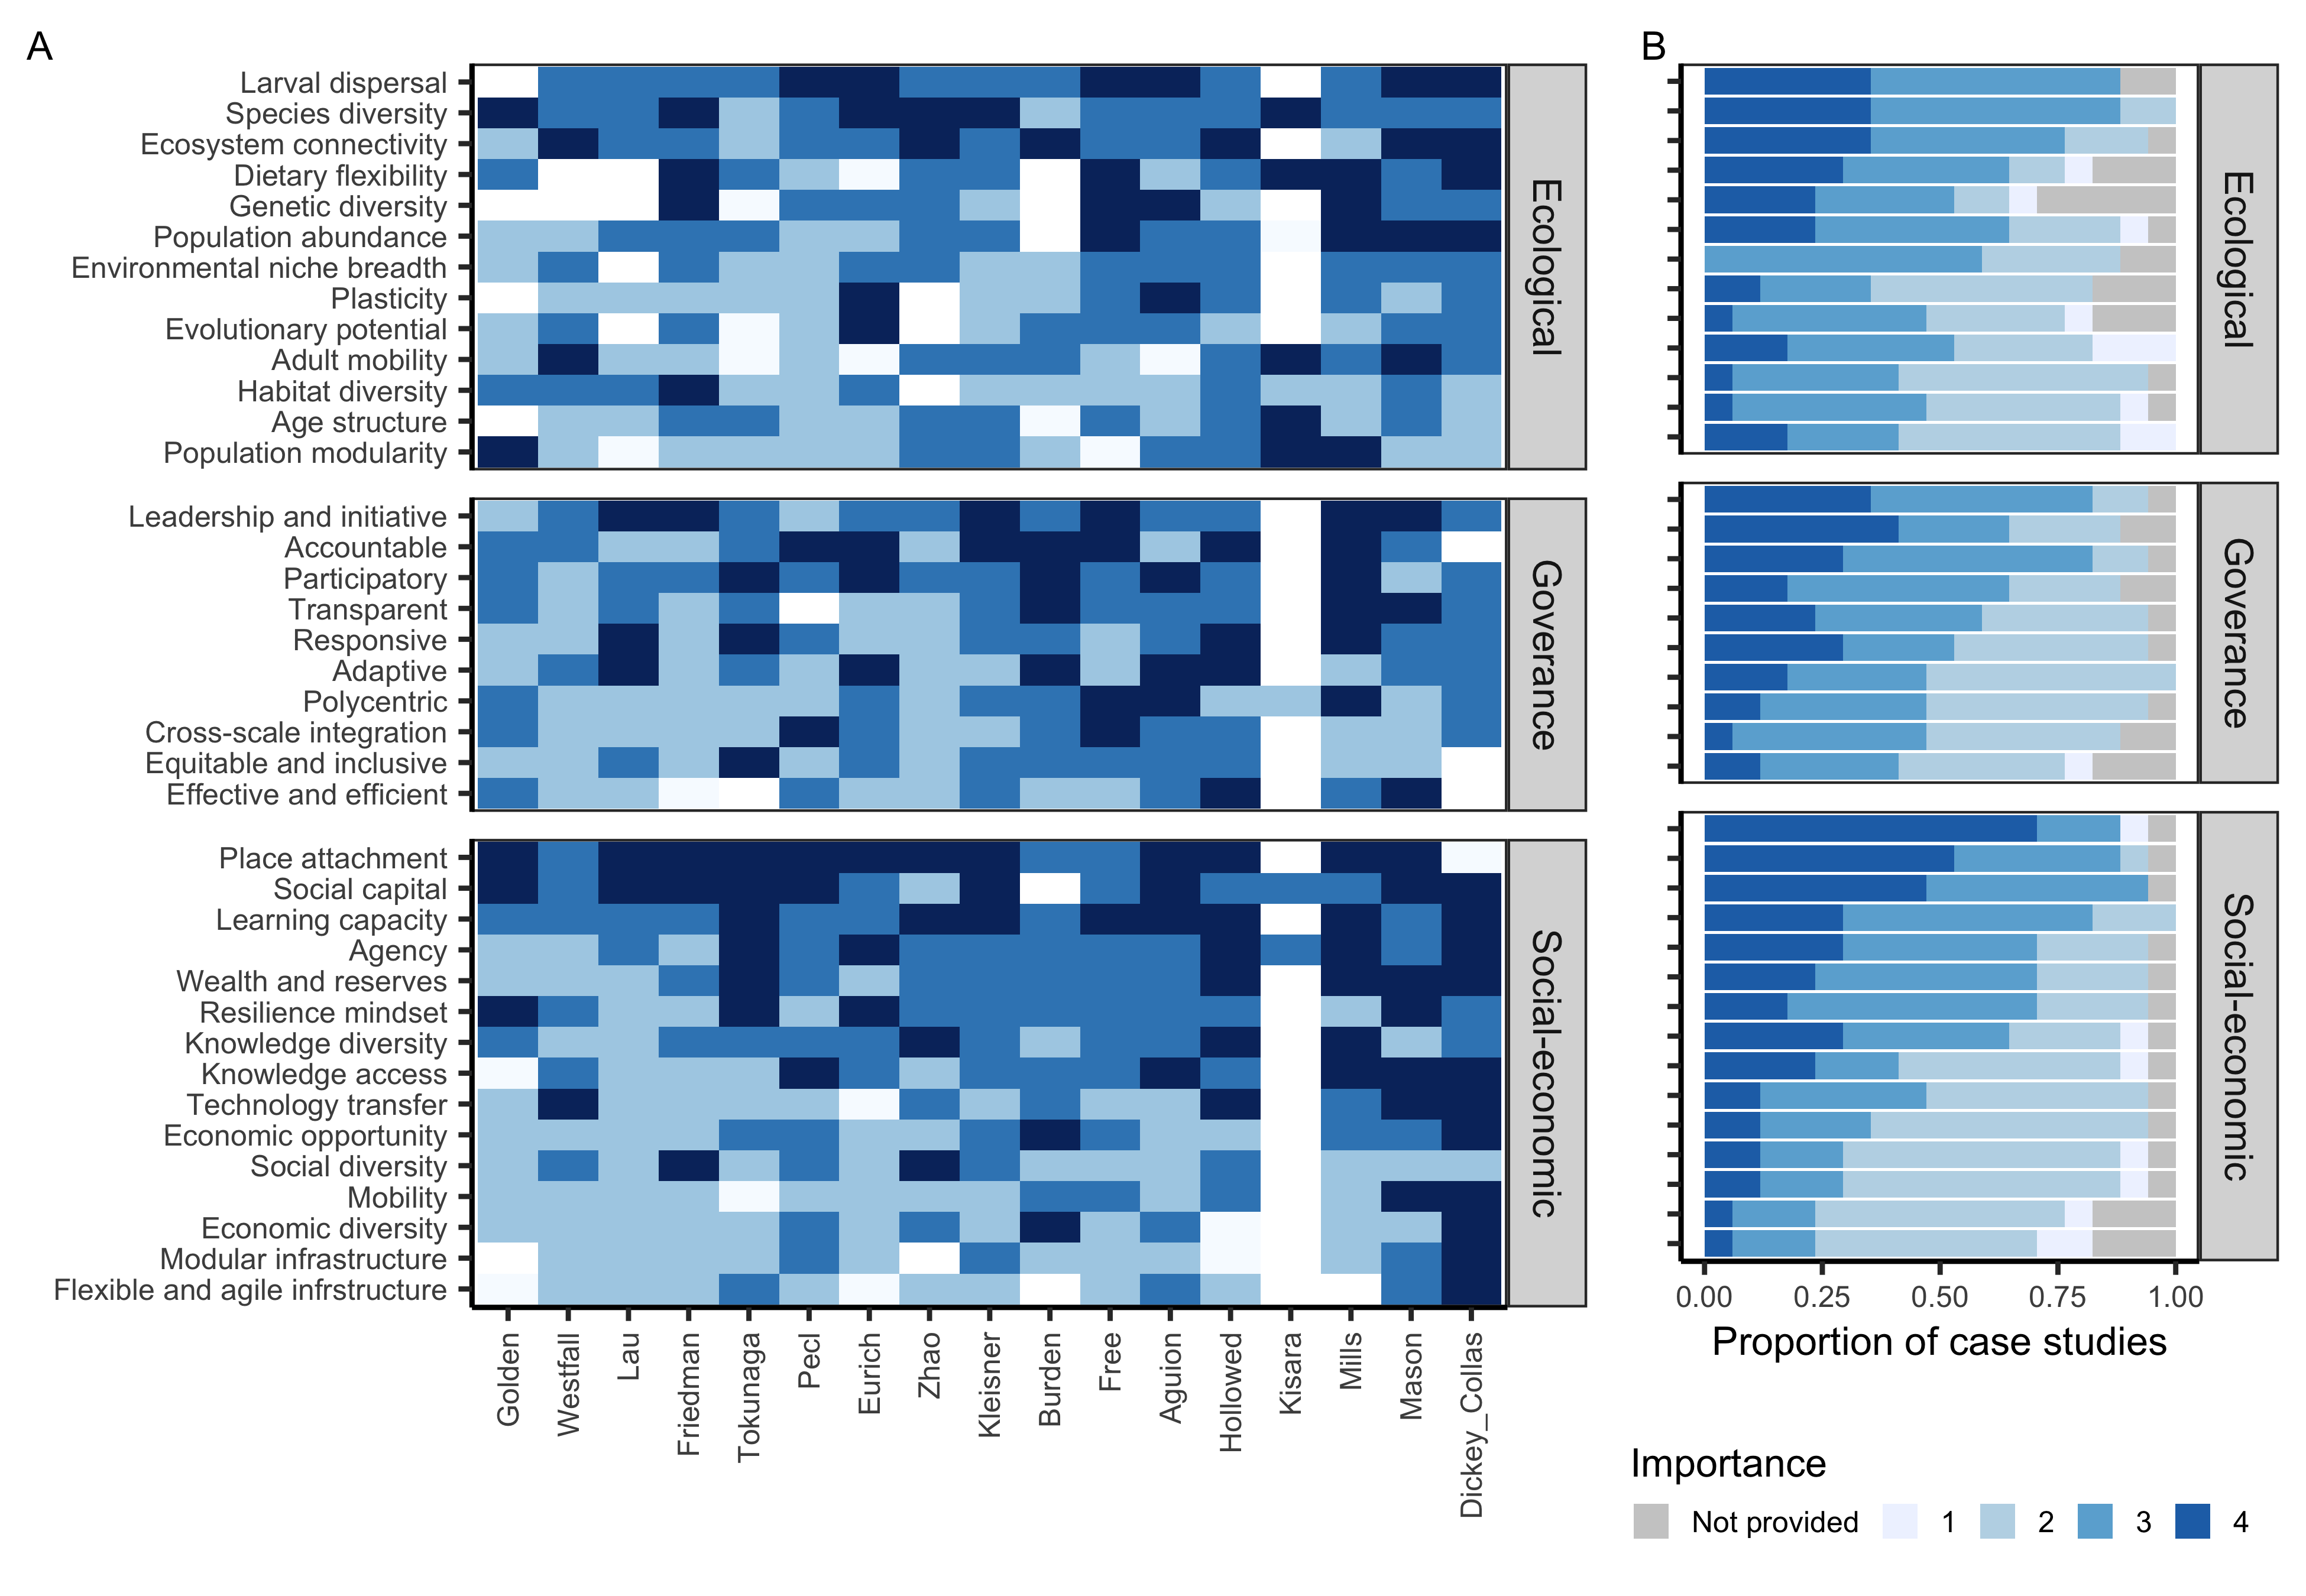 A
Larval dispersal
Species diversity
Ecosystem connectivity
Dietary flexibility
Genetic diversity
Population abundance
Environmental niche breadth
Plasticity
Evolutionary potential
Adult mobility
Habitat diversity
Age structure
Population modularity
Ecological
Leadership and initiative
Accountable
Participatory
Transparent
Responsive
Adaptive
Polycentric
Cross-scale integration
Equitable and inclusive
Effective and efficient
Goverance
Place attachment
Social capital
Learning capacity
Agency
Wealth and reserves
Resilience mindset
Knowledge diversity
Knowledge access
Technology transfer
Economic opportunity
Social diversity
Mobility
Economic diversity
Modular infrastructure
Flexible and agile infrstructure
Social-economic
Golden
Westfall
Lau
Friedman
Tokunaga
Pecl
Eurich
Zhao
Kleisner
Burden
Free
Aguion
Hollowed
Kisara
Mills
Mason
Dickey_Collas
B
Ecological
Goverance
Social-economic
0.00 0.25 0.50 0.75 1.00
Proportion of case studies
Importance
Not provided 1 2 3 4